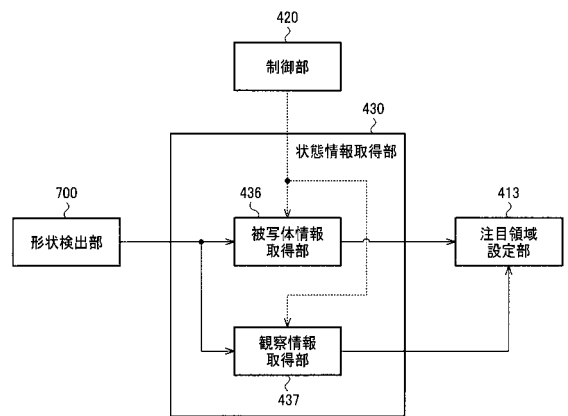 420
制御部
430
状態情報取得部
700
形状検出部
436
被写体情報
取得部
413
注目領域
設定部
観察情報
取得部
437